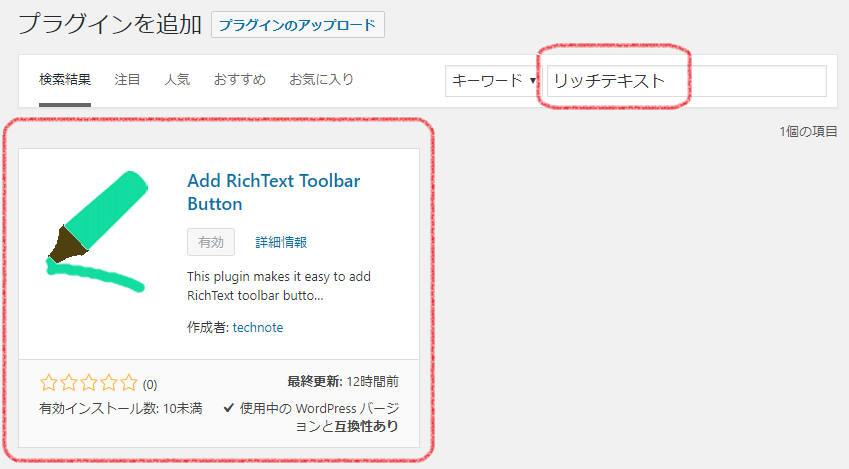 プラグインを追加 プラグインのアップロード
検索結果 注目 人気 おすすめ お気に入り キーワード リッチテキスト
1個の項目
Add RichText Toolbar
Button
有効 詳細情報
This plugin makes it easy to add
RichText toolbar butto...
作成者: technote
(0) 最終更新: 12時間前
有効インストール数: 10未満 ✔ 使用中の WordPress バージ
ョンと互換性あり